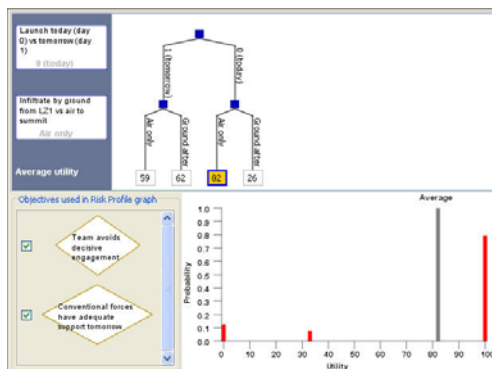 Launch today (day
0) vs tomorrow (day
1)
0 (today)
Infiltrate by ground
from LZ1 vs air to
summit
Air only
Average utility
1 (tomorrow)
0 (today)
Air only
Ground after
Air only
Ground after
59
62
82
26
Objectives used in Risk Profile graph
Team avoids
decisive
engagement
Conventional forces
have adequate
support tomorrow
Average
Probability
1.0
0.9
0.8
0.7
0.6
0.5
0.4
0.3
0.2
0.1
0.0
0 10 20 30 40 50 60 70 80 90 100
Utility